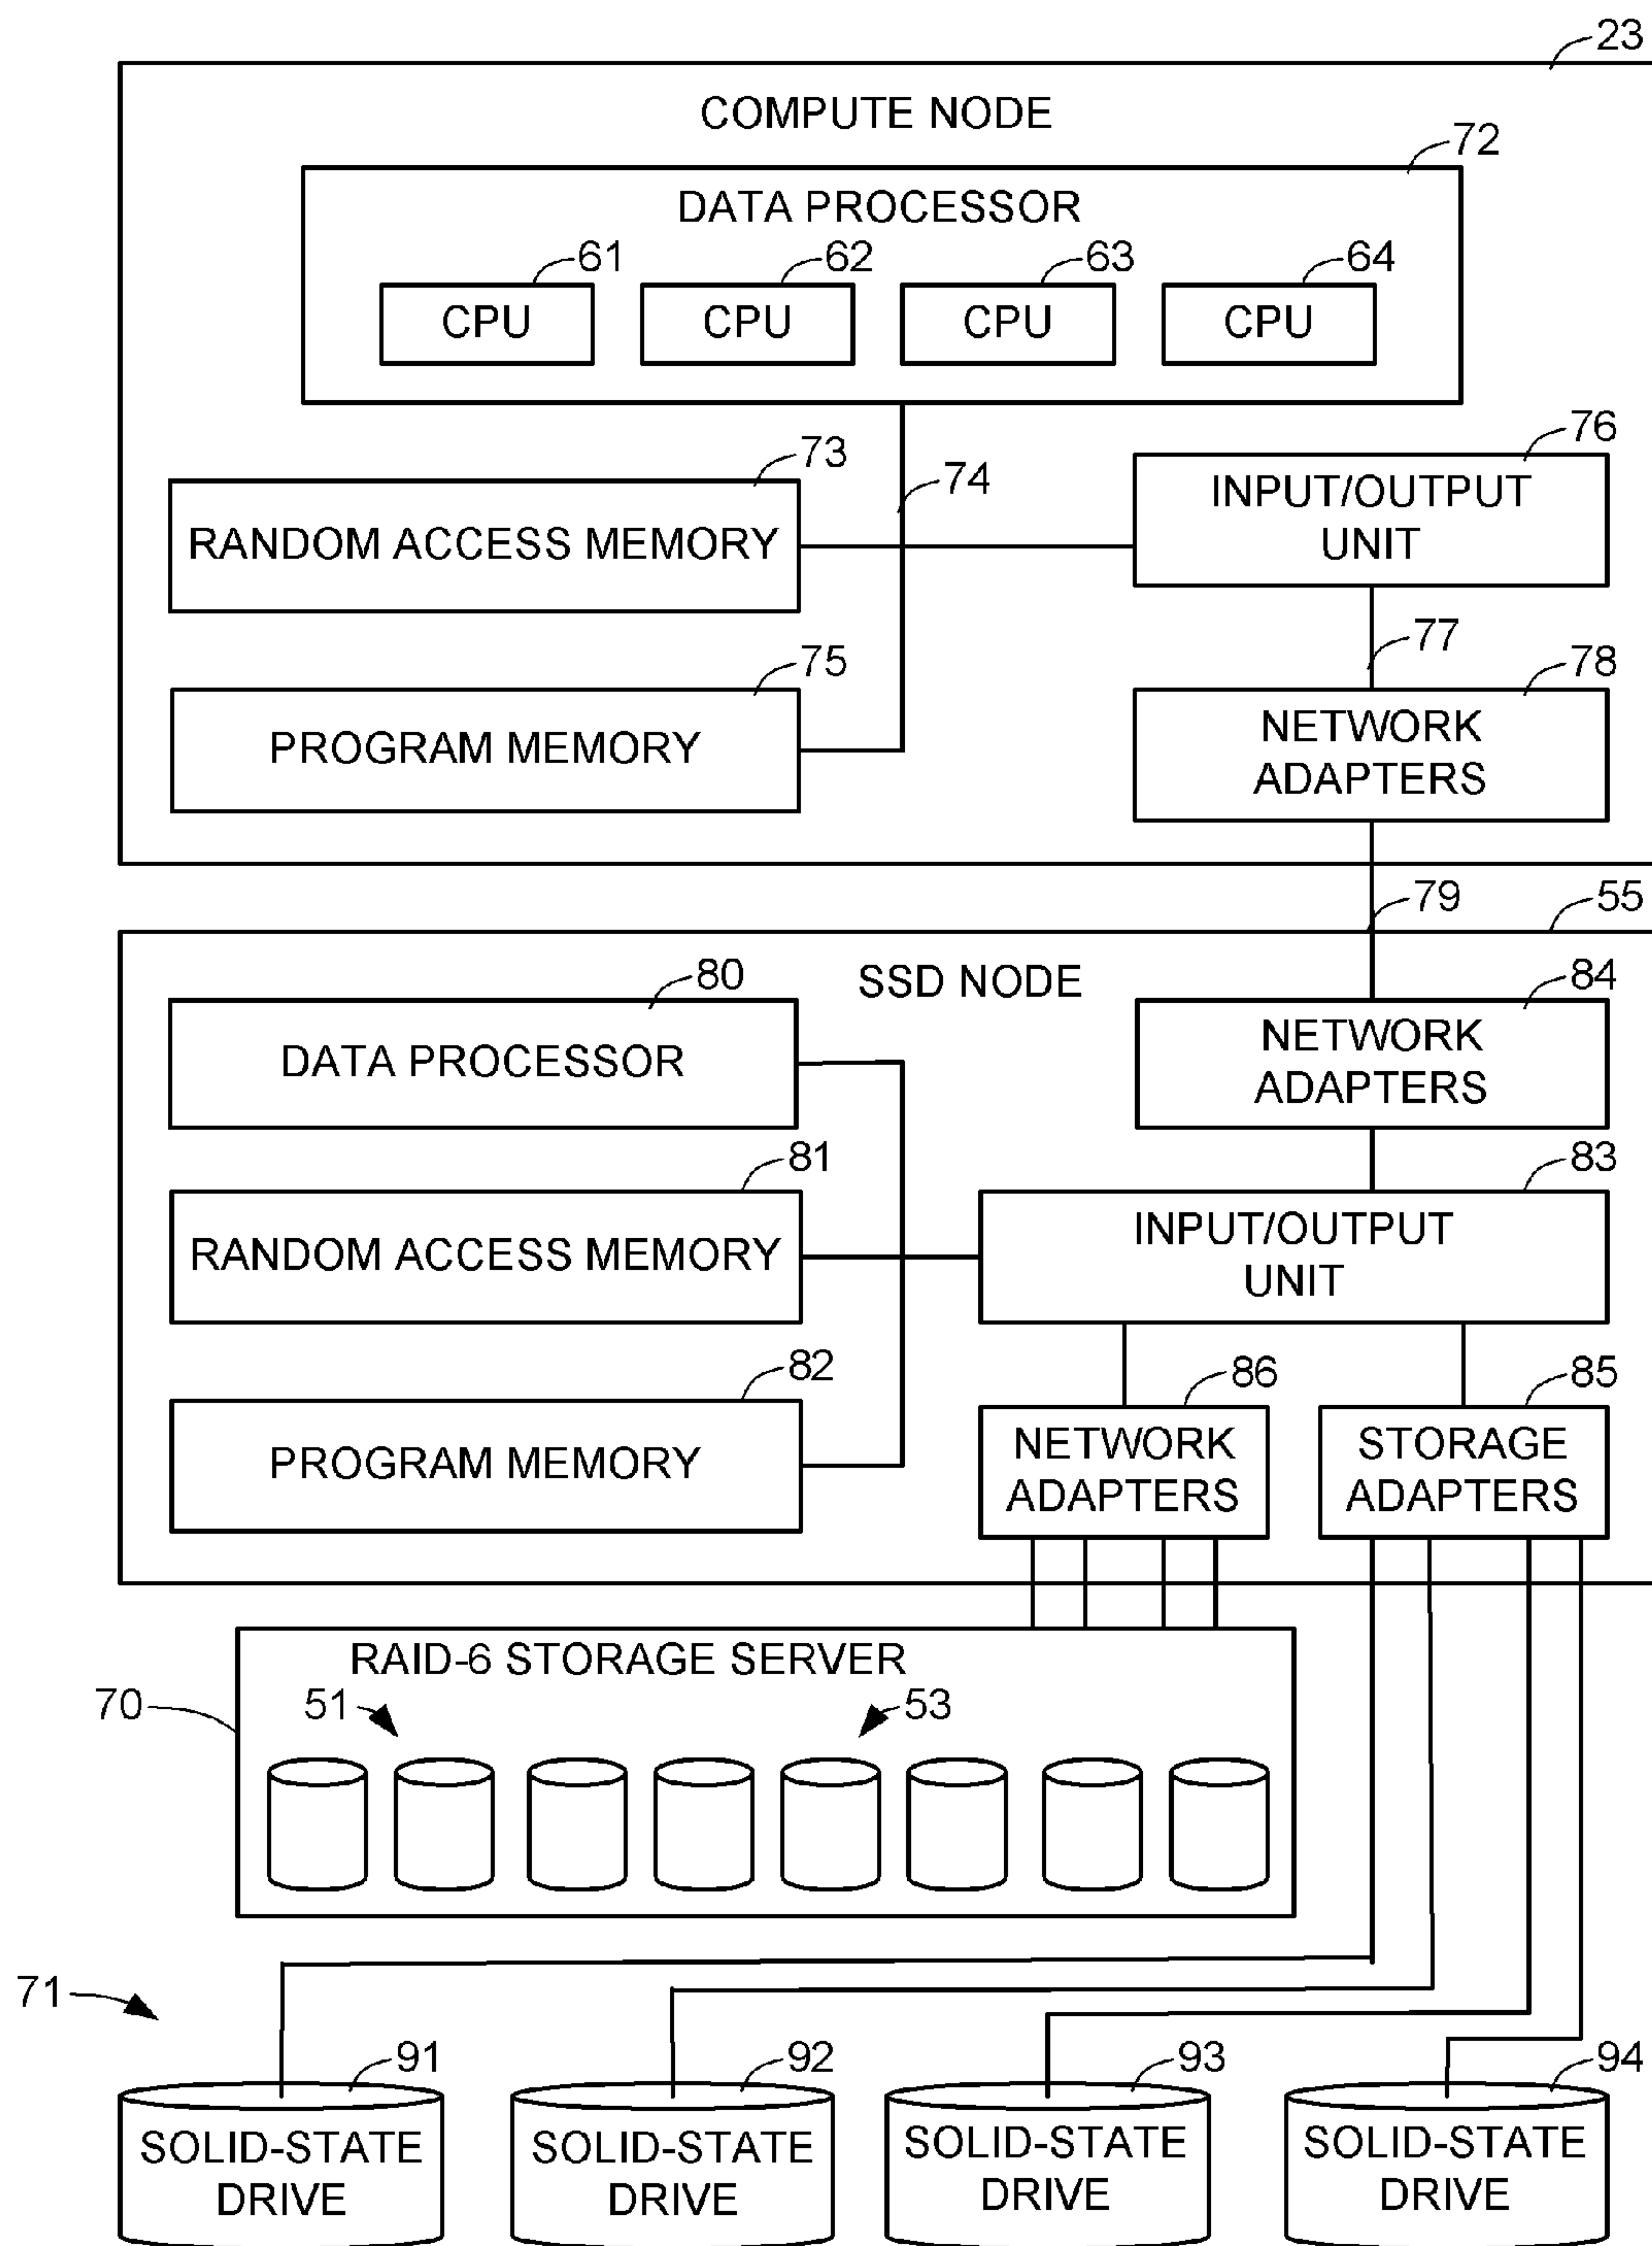 23
COMPUTE NODE
72
DATA PROCESSOR
61
62
63
64
CPU
CPU
CPU
CPU
73
74
76
RANDOM ACCESS MEMORY
INPUT/OUTPUT
UNIT
77
75
78
PROGRAM MEMORY
NETWORK
ADAPTERS
79
55
SSD NODE
80
84
DATA PROCESSOR
NETWORK
ADAPTERS
81
83
RANDOM ACCESS MEMORY
INPUT/OUTPUT
UNIT
82
86
85
PROGRAM MEMORY
NETWORK
ADAPTERS
STORAGE
ADAPTERS
RAID-6 STORAGE SERVER
70
51
53
71
91
92
93
94
SOLID-STATE
DRIVE
SOLID-STATE
DRIVE
SOLID-STATE
DRIVE
SOLID-STATE
DRIVE